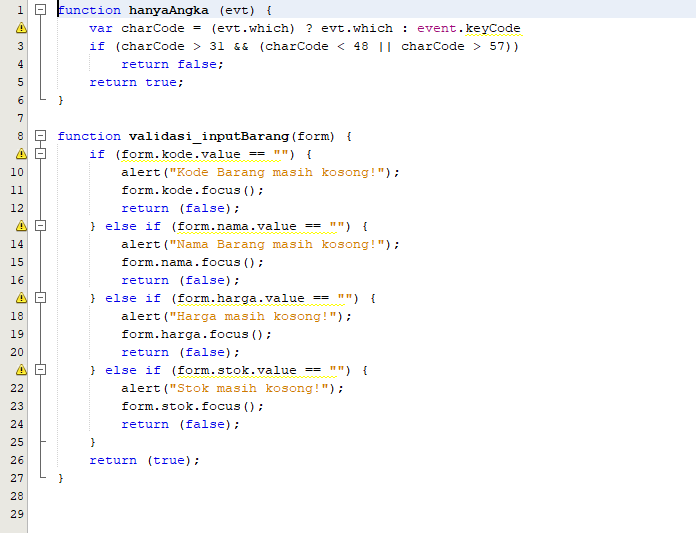 1 function hanyaAngka (evt) {
var charCode = (evt.which) ? evt.which : event.keyCode
3 if (charCode > 31 && (charCode < 48 || charCode > 57))
4 return false;
5 return true;
6 }
7
8 function validasi_inputBarang(form) {
if (form.kode.value == "") {
10 alert("Kode Barang masih kosong!");
11 form.kode.focus();
12 return (false);
} else if (form.nama.value == "") {
14 alert("Nama Barang masih kosong!");
15 form.nama.focus();
16 return (false);
} else if (form.harga.value == "") {
18 alert("Harga masih kosong!");
19 form.harga.focus();
20 return (false);
} else if (form.stok.value == "") {
22 alert("Stok masih kosong!");
23 form.stok.focus();
24 return (false);
25 }
26 return (true);
27 }
28
29